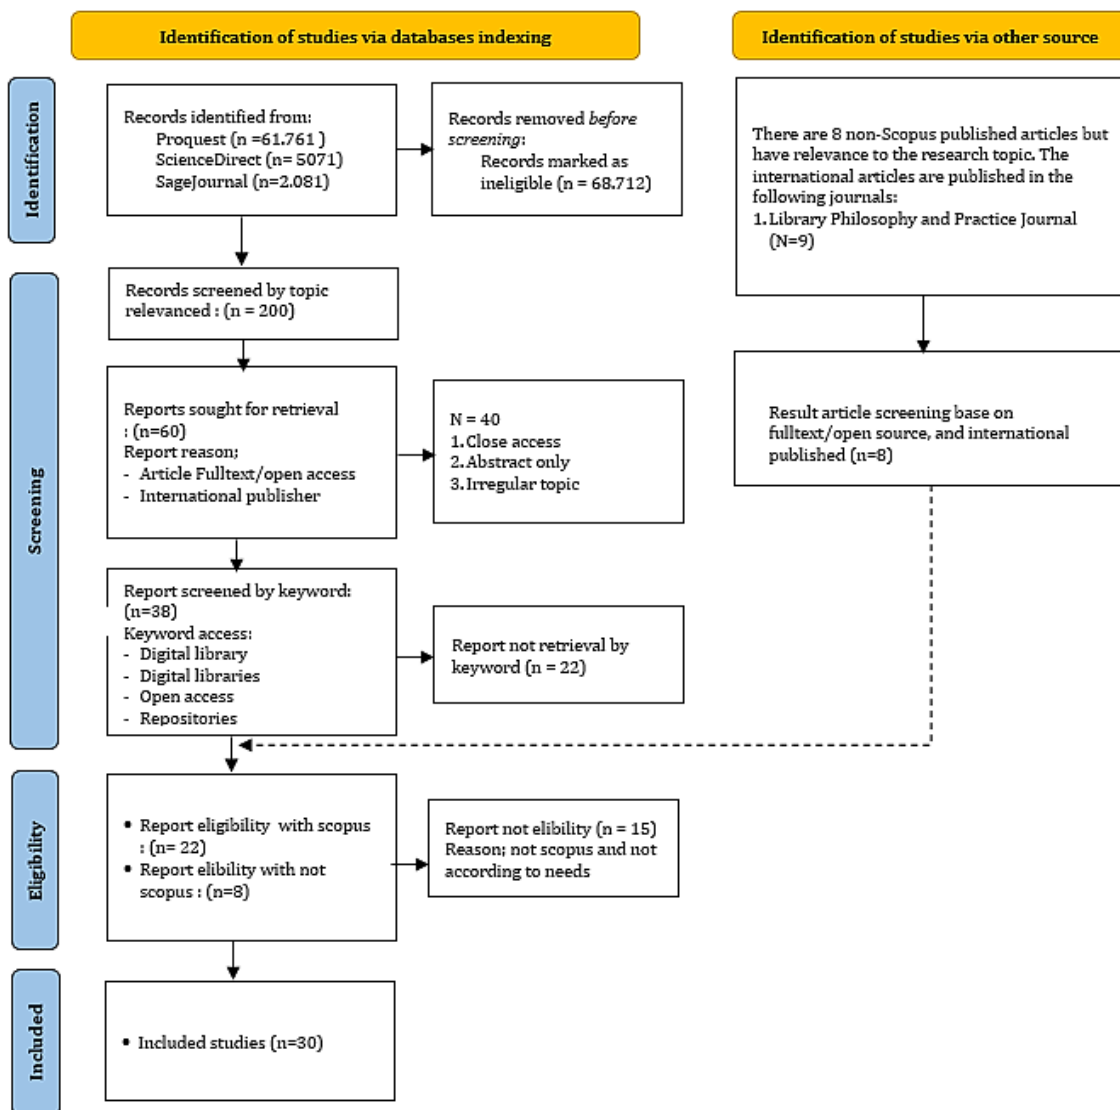 Identification of studies via databases indexing
Identification of studies via other source
Identification
Records identified from:
Proquest (n =61.761 )
ScienceDirect (n= 5071)
SageJournal (n=2.081)
Records removed before
screening:
Records marked as
ineligible (n = 68.712)
There are 8 non-Scopus published articles but
have relevance to the research topic. The
international articles are published in the
following journals:
1. Library Philosophy and Practice Journal
(N=9)
Screening
Records screened by topic
relevanced : (n = 200)
Reports sought for retrieval
: (n=60)
Report reason;
- Article Fulltext/open access
- International publisher
N = 40
1. Close access
2. Abstract only
3. Irregular topic
Result article screening base on
fulltext/open source, and international
published (n=8)
Report screened by keyword:
(n=38)
Keyword access:
- Digital library
- Digital libraries
- Open access
- Repositories
Report not retrieval by
keyword (n = 22)
Eligibility
• Report eligibility with scopus
: (n= 22)
• Report elibility with not
scopus : (n=8)
Report not elibility (n = 15)
Reason; not scopus and not
according to needs
Included
• Included studies (n=30)